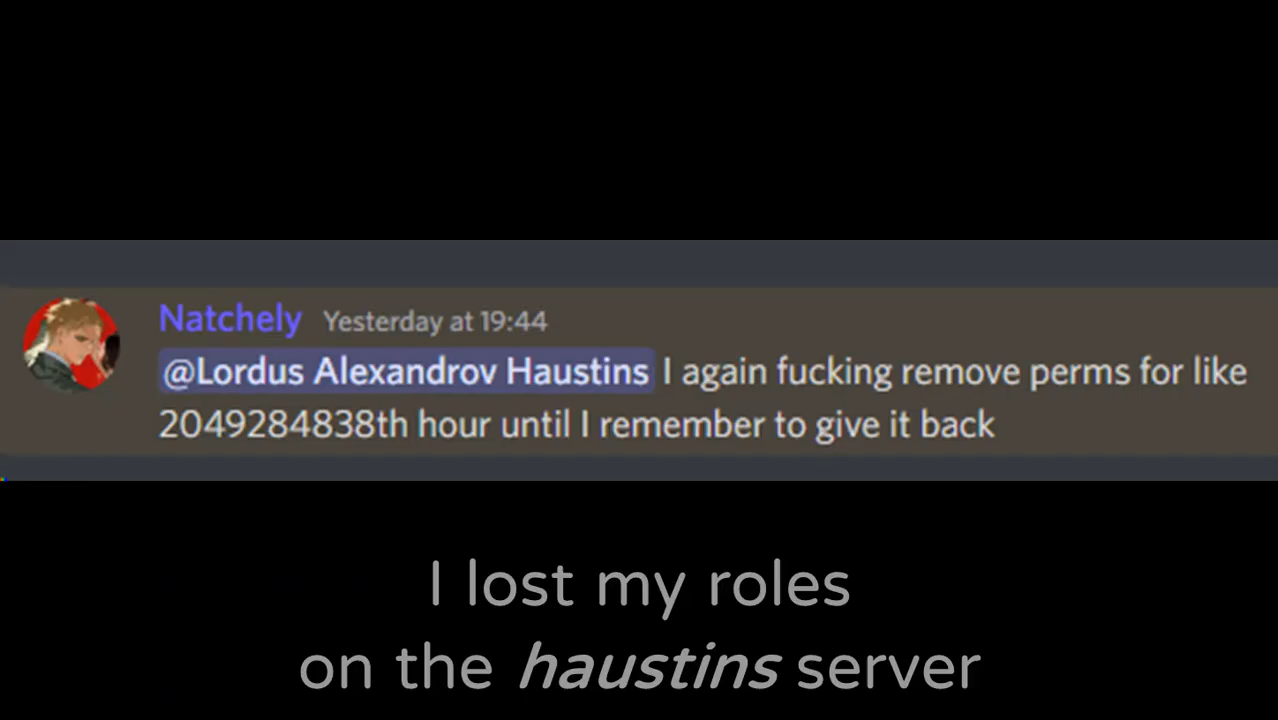 Natchely Yesterday at 19:44
@Lordus Alexandrov Haustins I again fucking remove perms for like
2049284838th hour until I remember to give it back
I lost my roles
on the haustins server